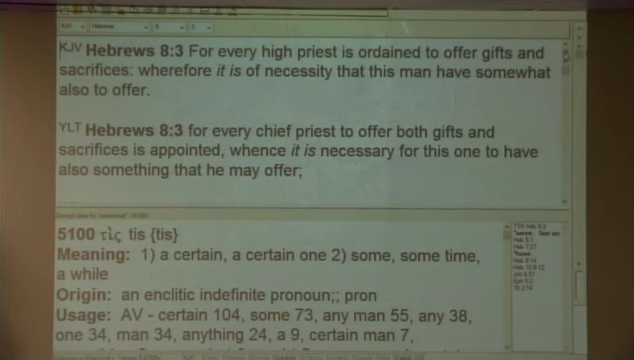 KJV Hebrews 8:3 For every high priest is ordained to offer gifts and
sacrifices: wherefore it is of necessity that this man have somewhat
also to offer.
YLT Hebrews 8:3 for every chief priest to offer both gifts and
sacrifices is appointed, whence it is necessary for this one to have
also something that he may offer;
5100 τὶς tis {tis}
Meaning: 1) a certain, a certain one 2) some, some time,
a while
Origin: an enclitic indefinite pronoun;; pron
Usage: AV - certain 104, some 73, any man 55, any 38,
one 34, man 34, anything 24, a 9, certain man 7,